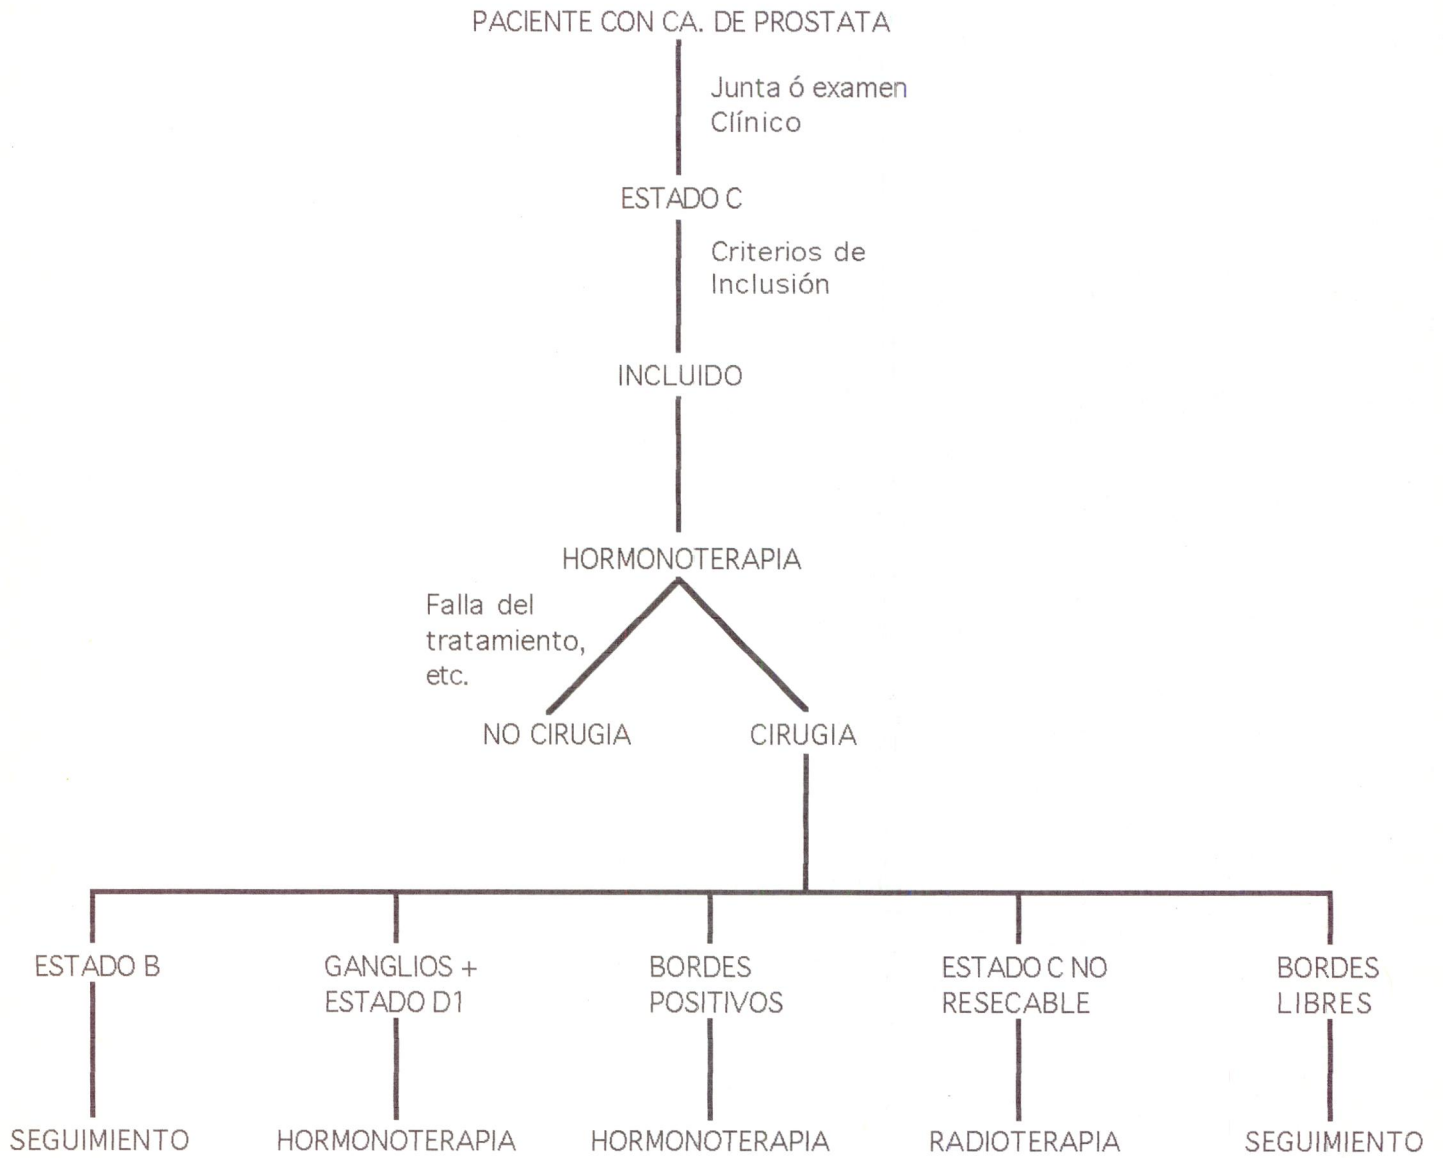 PACIENTE CON CA. DE PROSTATA
Junta ó examen
Clínico
ESTADO C
Criterios de
Inclusión
INCLUIDO
HORMONOTERAPIA
Falla del
tratamiento,
etc.
NO CIRUGIA
CIRUGIA
ESTADO B
GANGLIOS +
ESTADO D1
BORDES
POSITIVOS
ESTADO C NO
RESECABLE
BORDES
LIBRES
SEGUIMIENTO
HORMONOTERAPIA
HORMONOTERAPIA
RADIOTERAPIA
SEGUIMIENTO